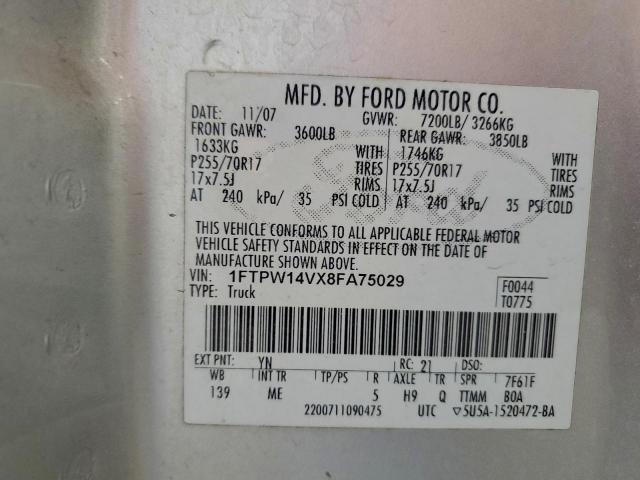 MFD. BY FORD MOTOR CO.
DATE: 11/07 GVWR: 7200LB/ 3266KG
FRONT GAWR: 3600LB REAR GAWR: 3850LB
1633KG WITH 1746KG WITH
P255/70R17 TIRES P255/70R17 TIRES
17x7.5J RIMS 17x7.5J RIMS
AT 240 kPa/ 35 PSI COLD AT 240 kPa/ 35 PSI COLD
THIS VEHICLE CONFORMS TO ALL APPLICABLE FEDERAL MOTOR
VEHICLE SAFETY STANDARDS IN EFFECT ON THE DATE OF
MANUFACTURE SHOWN ABOVE.
VIN: 1FTPW14VX8FA75029 F0044
TYPE: Truck T0775
EXT PNT: YN RC: 21 DSO:
WB INT TR TP/PS R AXLE TR SPR 7F61F
139 ME 5 H9 Q TTMM BOA
2200711090475 UTC ▽5U5A-1520472-BA